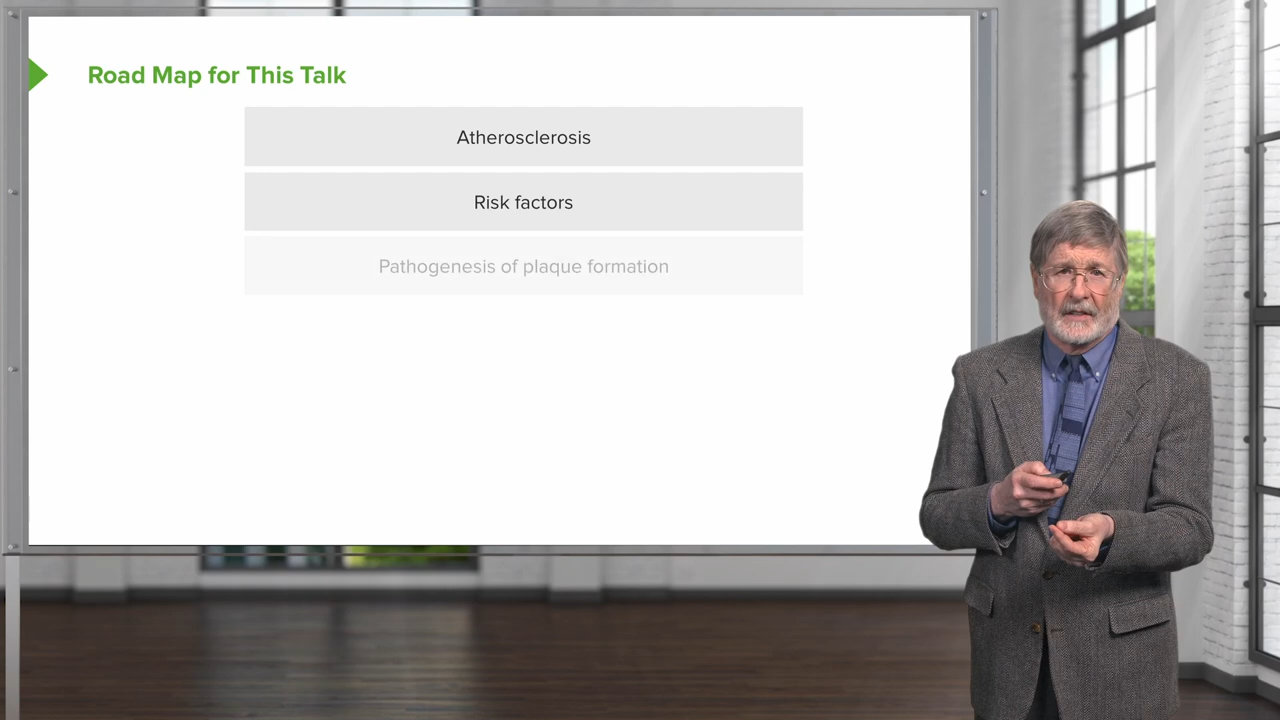 Road Map for This Talk
Atherosclerosis
Risk factors
Pathogenesis of plaque formation